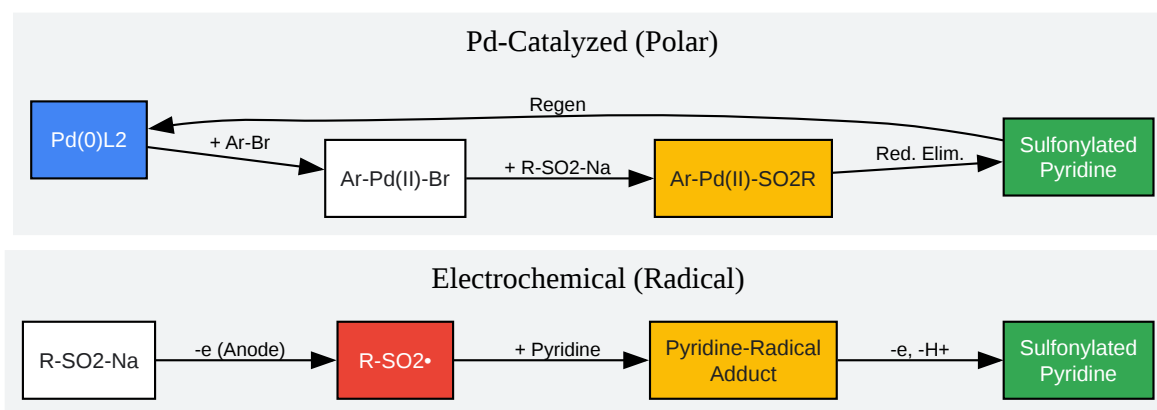 Pd-Catalyzed (Polar)
Regen
Pd(0)L2
+ Ar-Br
Ar-Pd(II)-Br
+ R-SO2-Na
Ar-Pd(II)-SO2R
Red. Elim.
Sulfonylated
Pyridine
Electrochemical (Radical)
R-SO2-Na
-e (Anode)
R-SO2•
+ Pyridine
Pyridine-Radical
Adduct
-e, -H+
Sulfonylated
Pyridine